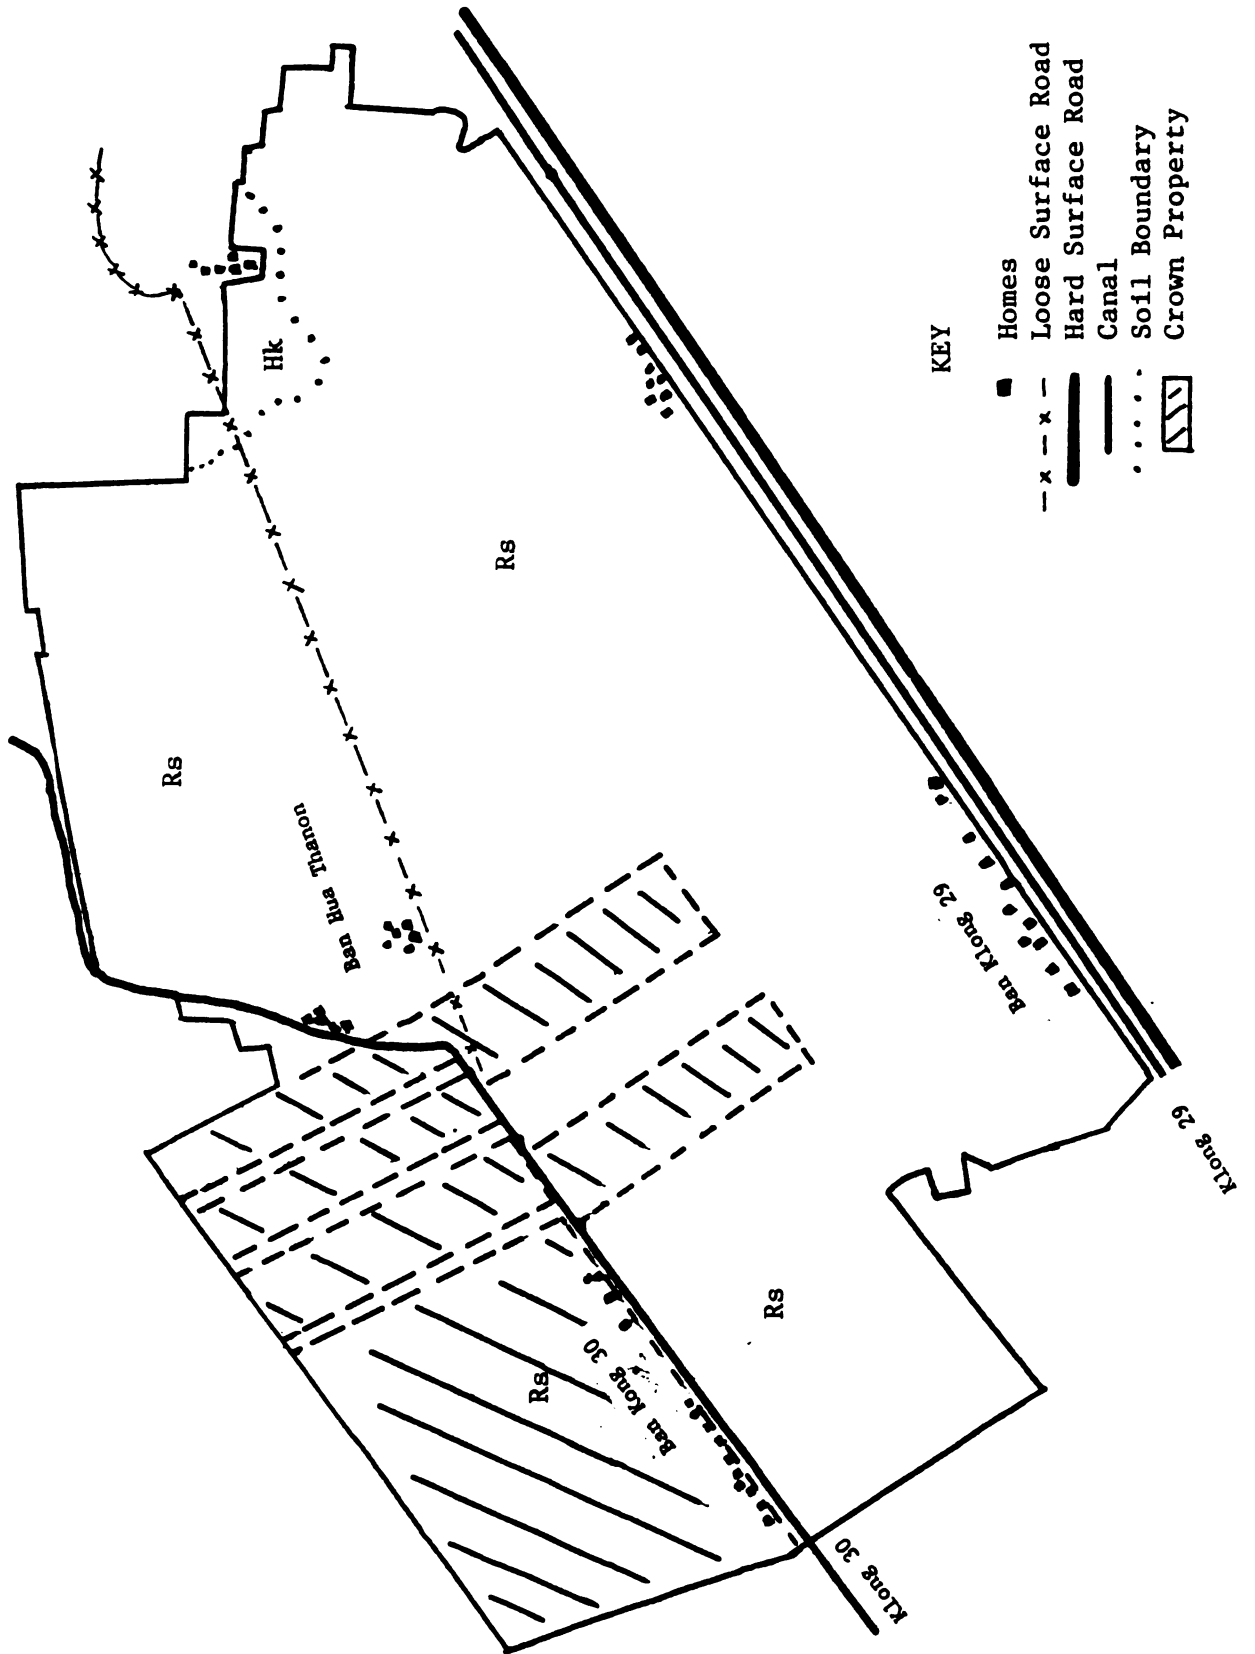 Hk
Rs
Rs
Ban Hua Thanon
Rs
Ban Kong 30
Rs
Ban Klong 29
Klong 30
Klong 29
KEY
Homes
Loose Surface Road
Hard Surface Road
Canal
Soil Boundary
Crown Property